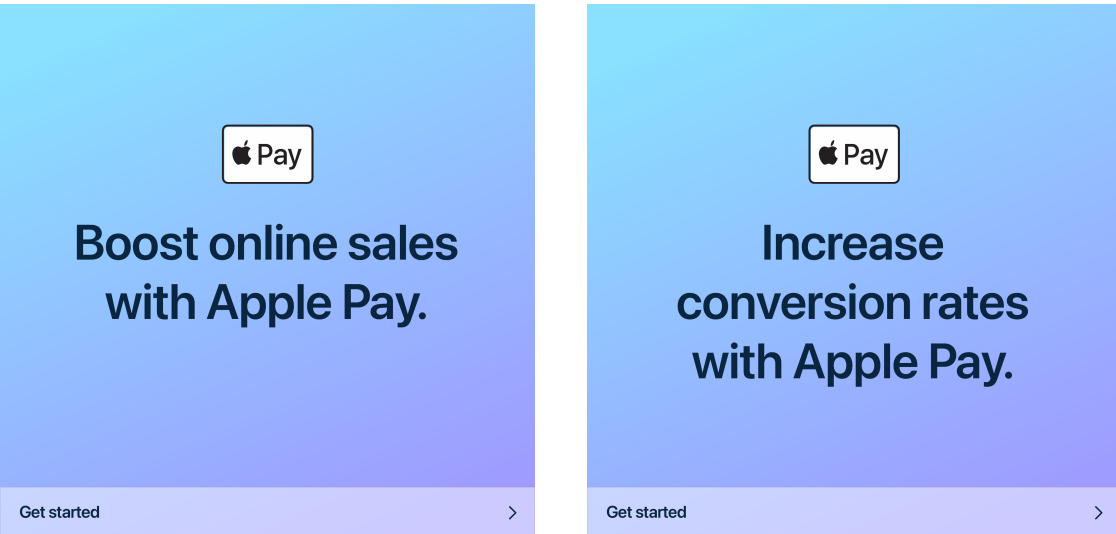 Pay
Boost online sales
with Apple Pay.
Get started
Pay
Increase
conversion rates
with Apple Pay.
Get started